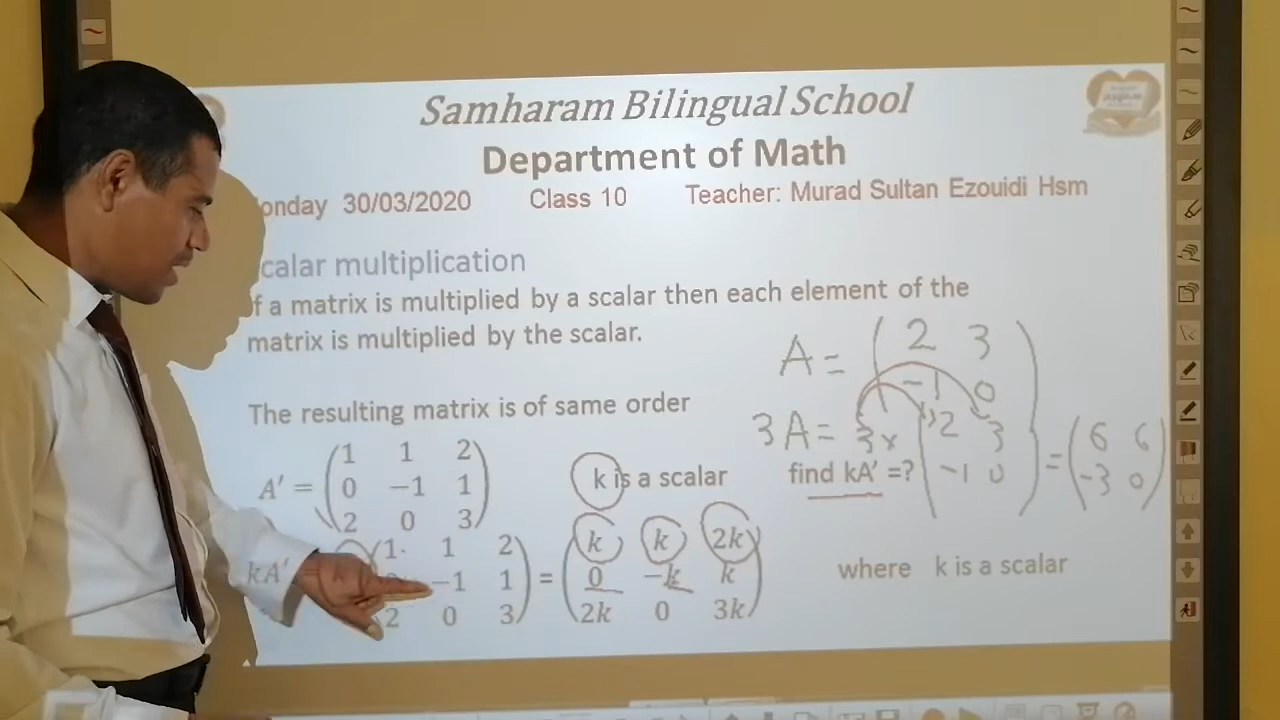 Samharam Bilingual School
Department of Math
onday 30/03/2020 Class 10 Teacher: Murad Sultan Ezouidi Hsm
calar multiplication
f a matrix is multiplied by a scalar then each element of the
matrix is multiplied by the scalar.
A = ( 2 3
-1 0 )
The resulting matrix is of same order
3A = 3 x ( 2 3
-1 0 ) = ( 6 6
-3 0 )
A' = ( 1 1 2
0 -1 1
2 0 3 )
k is a scalar find kA' =?
kA' ( 1 1 2
-1 1
2 0 3 ) = ( k k 2k
0 -k k
2k 0 3k )
where k is a scalar